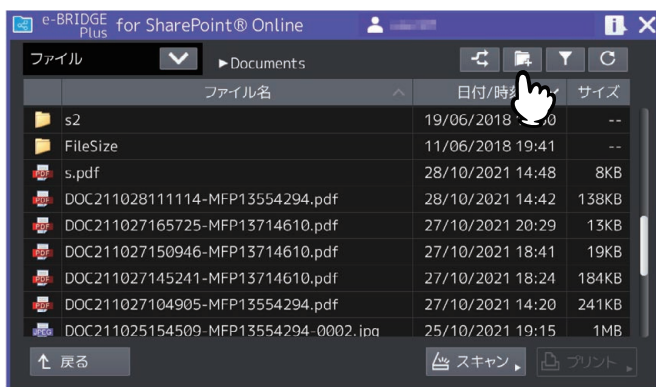 e-BRIDGE Plus for SharePoint® Online
ファイル ►Documents
ファイル名 日付/時刻 サイズ
s2 19/06/2018 --
FileSize 11/06/2018 19:41 --
s.pdf 28/10/2021 14:48 8KB
DOC211028111114-MFP13554294.pdf 28/10/2021 14:42 138KB
DOC211027165725-MFP13714610.pdf 27/10/2021 20:29 13KB
DOC211027150946-MFP13714610.pdf 27/10/2021 18:41 19KB
DOC211027145241-MFP13714610.pdf 27/10/2021 18:24 184KB
DOC211027104905-MFP13554294.pdf 27/10/2021 14:20 241KB
DOC211025154509-MFP13554294-0002.jpg 25/10/2021 19:15 1MB
戻る スキャン プリント